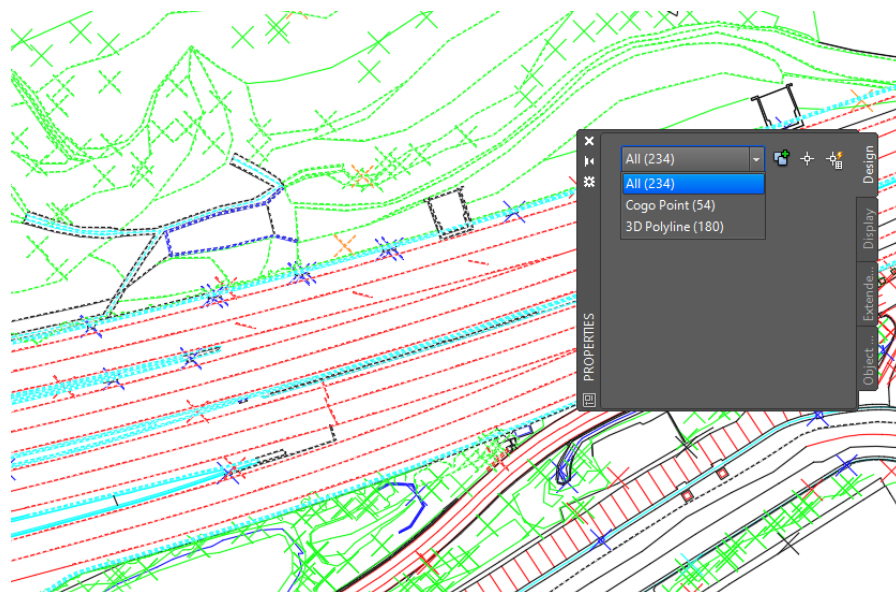 All (234)
All (234)
Cogo Point (54)
3D Polyline (180)
PROPERTIES
Design
Display
Extende...
Object ...